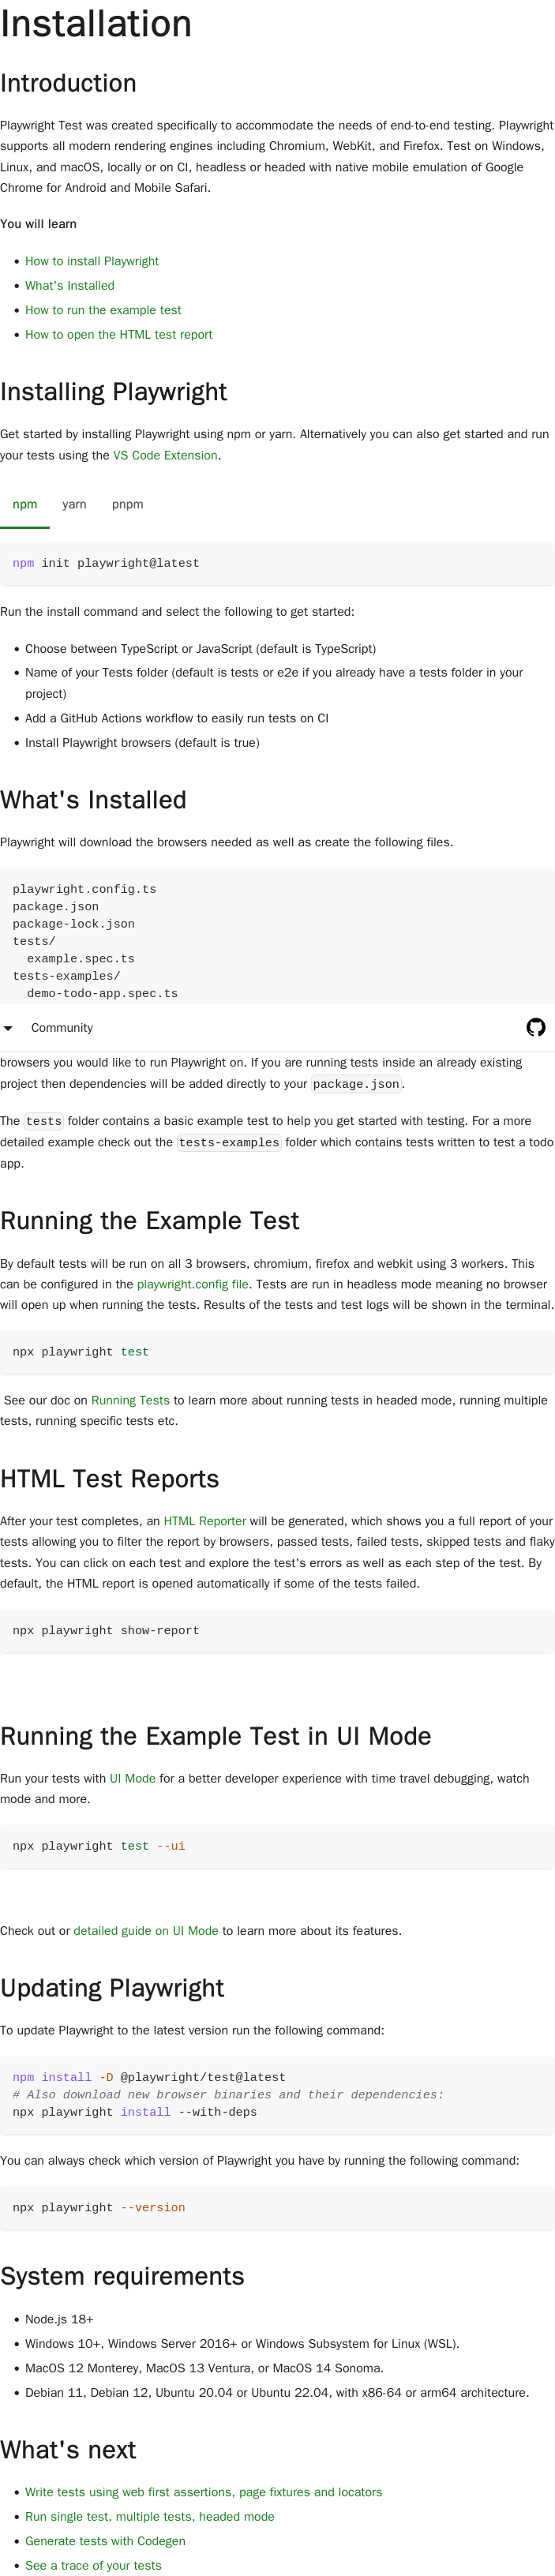 Installation
Introduction
Playwright Test was created specifically to accommodate the needs of end-to-end testing. Playwright
supports all modern rendering engines including Chromium, WebKit, and Firefox. Test on Windows,
Linux, and macOS, locally or on CI, headless or headed with native mobile emulation of Google
Chrome for Android and Mobile Safari.
You will learn
• How to install Playwright
• What's Installed
• How to run the example test
• How to open the HTML test report
Installing Playwright
Get started by installing Playwright using npm or yarn. Alternatively you can also get started and run
your tests using the VS Code Extension.
npm yarn pnpm
npm init playwright@latest
Run the install command and select the following to get started:
• Choose between TypeScript or JavaScript (default is TypeScript)
• Name of your Tests folder (default is tests or e2e if you already have a tests folder in your
project)
• Add a GitHub Actions workflow to easily run tests on CI
• Install Playwright browsers (default is true)
What's Installed
Playwright will download the browsers needed as well as create the following files.
playwright.config.ts
package.json
package-lock.json
tests/
  example.spec.ts
tests-examples/
  demo-todo-app.spec.ts
Community
browsers you would like to run Playwright on. If you are running tests inside an already existing
project then dependencies will be added directly to your package.json.
The tests folder contains a basic example test to help you get started with testing. For a more
detailed example check out the tests-examples folder which contains tests written to test a todo
app.
Running the Example Test
By default tests will be run on all 3 browsers, chromium, firefox and webkit using 3 workers. This
can be configured in the playwright.config file. Tests are run in headless mode meaning no browser
will open up when running the tests. Results of the tests and test logs will be shown in the terminal.
npx playwright test
See our doc on Running Tests to learn more about running tests in headed mode, running multiple
tests, running specific tests etc.
HTML Test Reports
After your test completes, an HTML Reporter will be generated, which shows you a full report of your
tests allowing you to filter the report by browsers, passed tests, failed tests, skipped tests and flaky
tests. You can click on each test and explore the test's errors as well as each step of the test. By
default, the HTML report is opened automatically if some of the tests failed.
npx playwright show-report
Running the Example Test in UI Mode
Run your tests with UI Mode for a better developer experience with time travel debugging, watch
mode and more.
npx playwright test --ui
Check out or detailed guide on UI Mode to learn more about its features.
Updating Playwright
To update Playwright to the latest version run the following command:
npm install -D @playwright/test@latest
# Also download new browser binaries and their dependencies:
npx playwright install --with-deps
You can always check which version of Playwright you have by running the following command:
npx playwright --version
System requirements
• Node.js 18+
• Windows 10+, Windows Server 2016+ or Windows Subsystem for Linux (WSL).
• MacOS 12 Monterey, MacOS 13 Ventura, or MacOS 14 Sonoma.
• Debian 11, Debian 12, Ubuntu 20.04 or Ubuntu 22.04, with x86-64 or arm64 architecture.
What's next
• Write tests using web first assertions, page fixtures and locators
• Run single test, multiple tests, headed mode
• Generate tests with Codegen
• See a trace of your tests